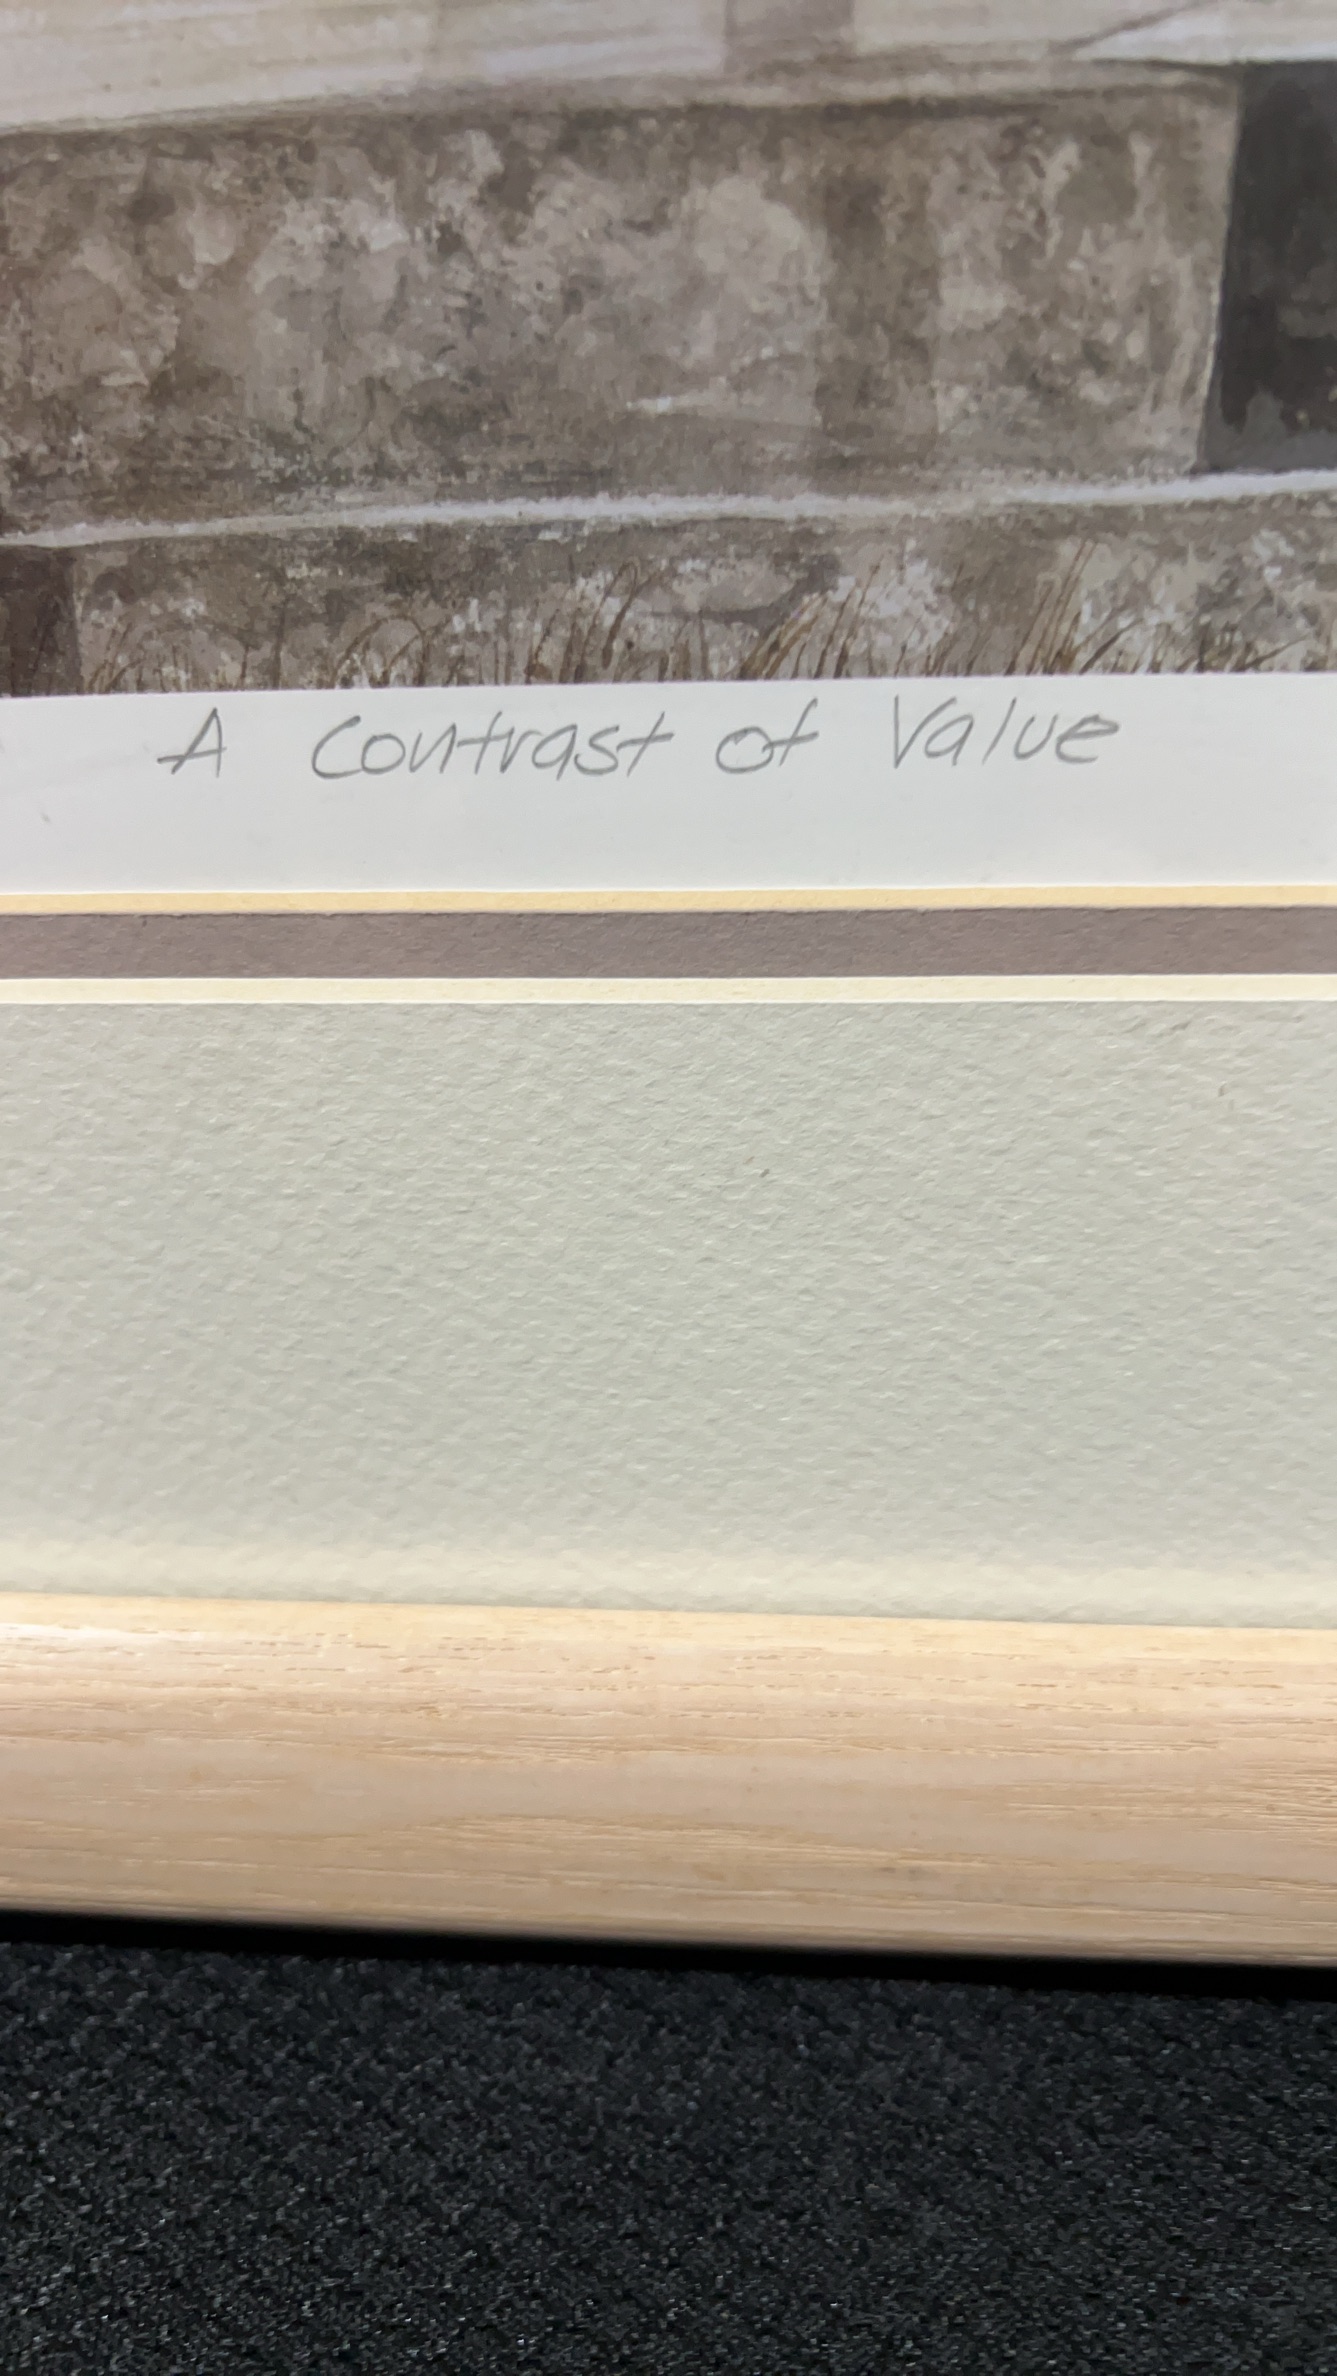 A Contrast of Value